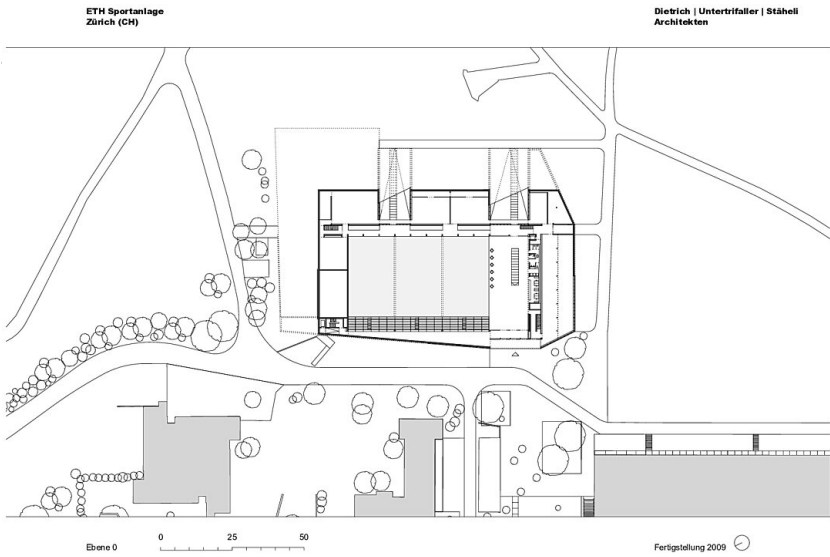 ETH Sportanlage
Zürich (CH)
Dietrich | Untertrifaller | Stäheli
Architekten
Ebene 0
0 25 50
Fertigstellung 2009